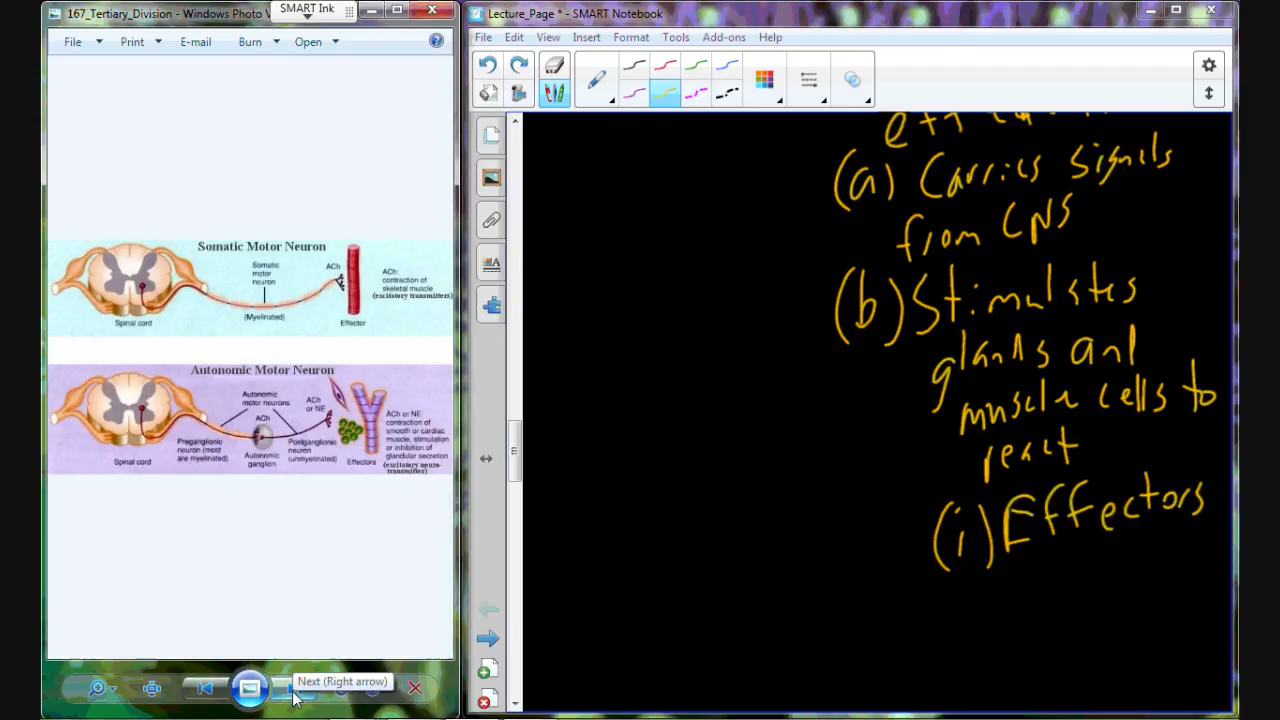 167_Tertiary_Division - Windows Photo V
SMART Ink
File Print E-mail Burn Open
Somatic Motor Neuron
Somatic
motor
neuron
ACh
ACh:
contraction of
skeletal muscle
(excitatory transmitters)
(Myelinated)
Spinal cord
Effector
Autonomic Motor Neuron
Autonomic
motor neurons
ACh
ACh
or NE
ACh or NE:
contraction of
smooth or cardiac
muscle, stimulation
or inhibition of
glandular secretion
(excitatory neuro-
transmitter)
Preganglionic
neuron (most
are myelinated)
Postganglionic
neuron
(unmyelinated)
Spinal cord
Autonomic
ganglion
Effectors
Next (Right arrow)
Lecture_Page * - SMART Notebook
File Edit View Insert Format Tools Add-ons Help
(a) Carries signals
from CNS
(b) Stimulates
glands and
muscle cells to
react
(i) Effectors